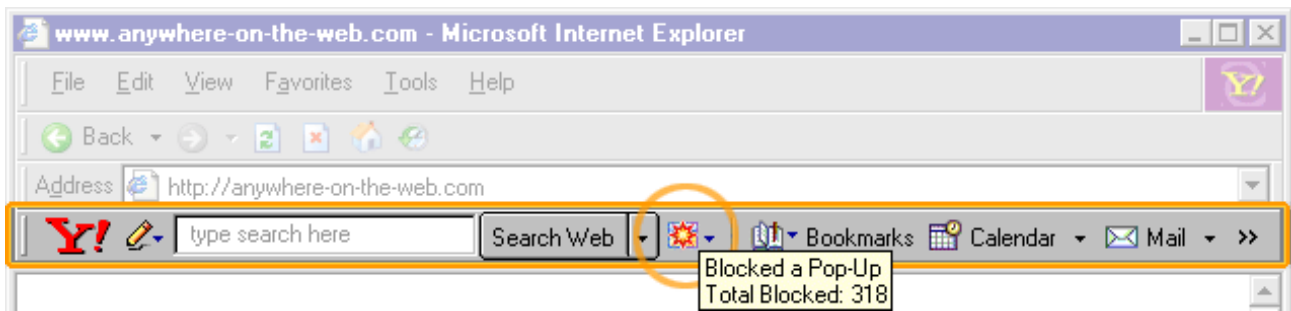 www.anywhere-on-the-web.com - Microsoft Internet Explorer
File Edit View Favorites Tools Help
Y!
Back
Address http://anywhere-on-the-web.com
Y! type search here Search Web Bookmarks Calendar Mail >>
Blocked a Pop-Up
Total Blocked: 318